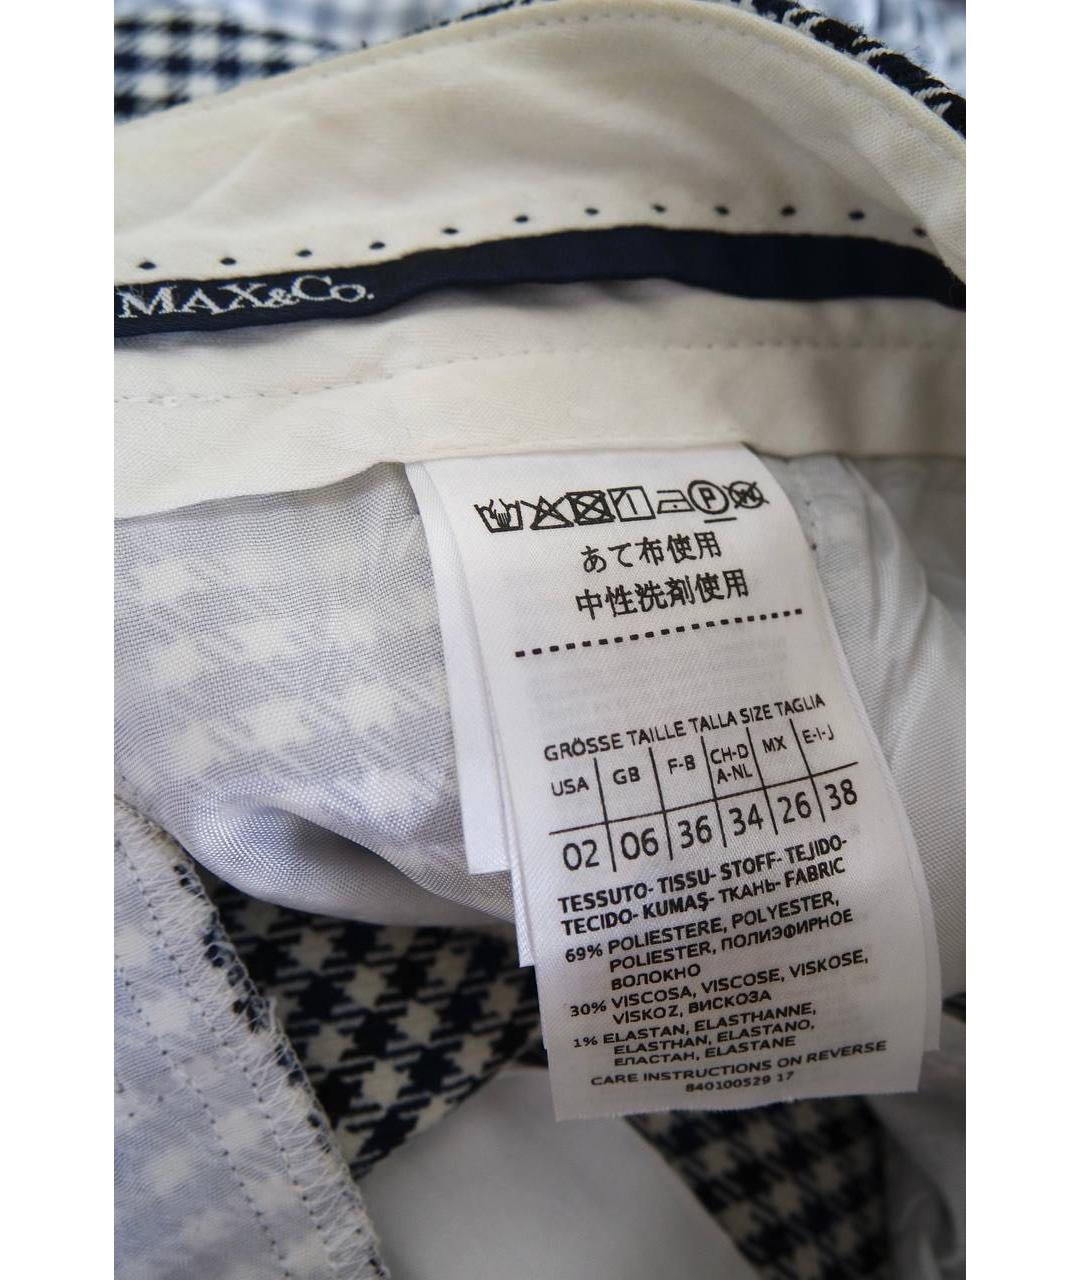 MAX&Co.
P W
あて布使用
中性洗剤使用
GRÖSSE TAILLE TALLA SIZE TAGLIA
USA GB F-B CH-D A-NL MX E-I-J
02 06 36 34 26 38
TESSUTO- TISSU- STOFF- TEJIDO-
TECIDO- KUMAŞ- ТКАНЬ- FABRIC
69% POLIESTERE, POLYESTER,
POLIESTER, ПОЛИЭФИРНОЕ
ВОЛОКНО
30% VISCOSA, VISCOSE, VISKOSE,
VISKOZ, ВИСКОЗА
1% ELASTAN, ELASTHANNE,
ELASTHAN, ELASTANO,
ЕЛАСТАН, ELASTANE
CARE INSTRUCTIONS ON REVERSE
840100529 17